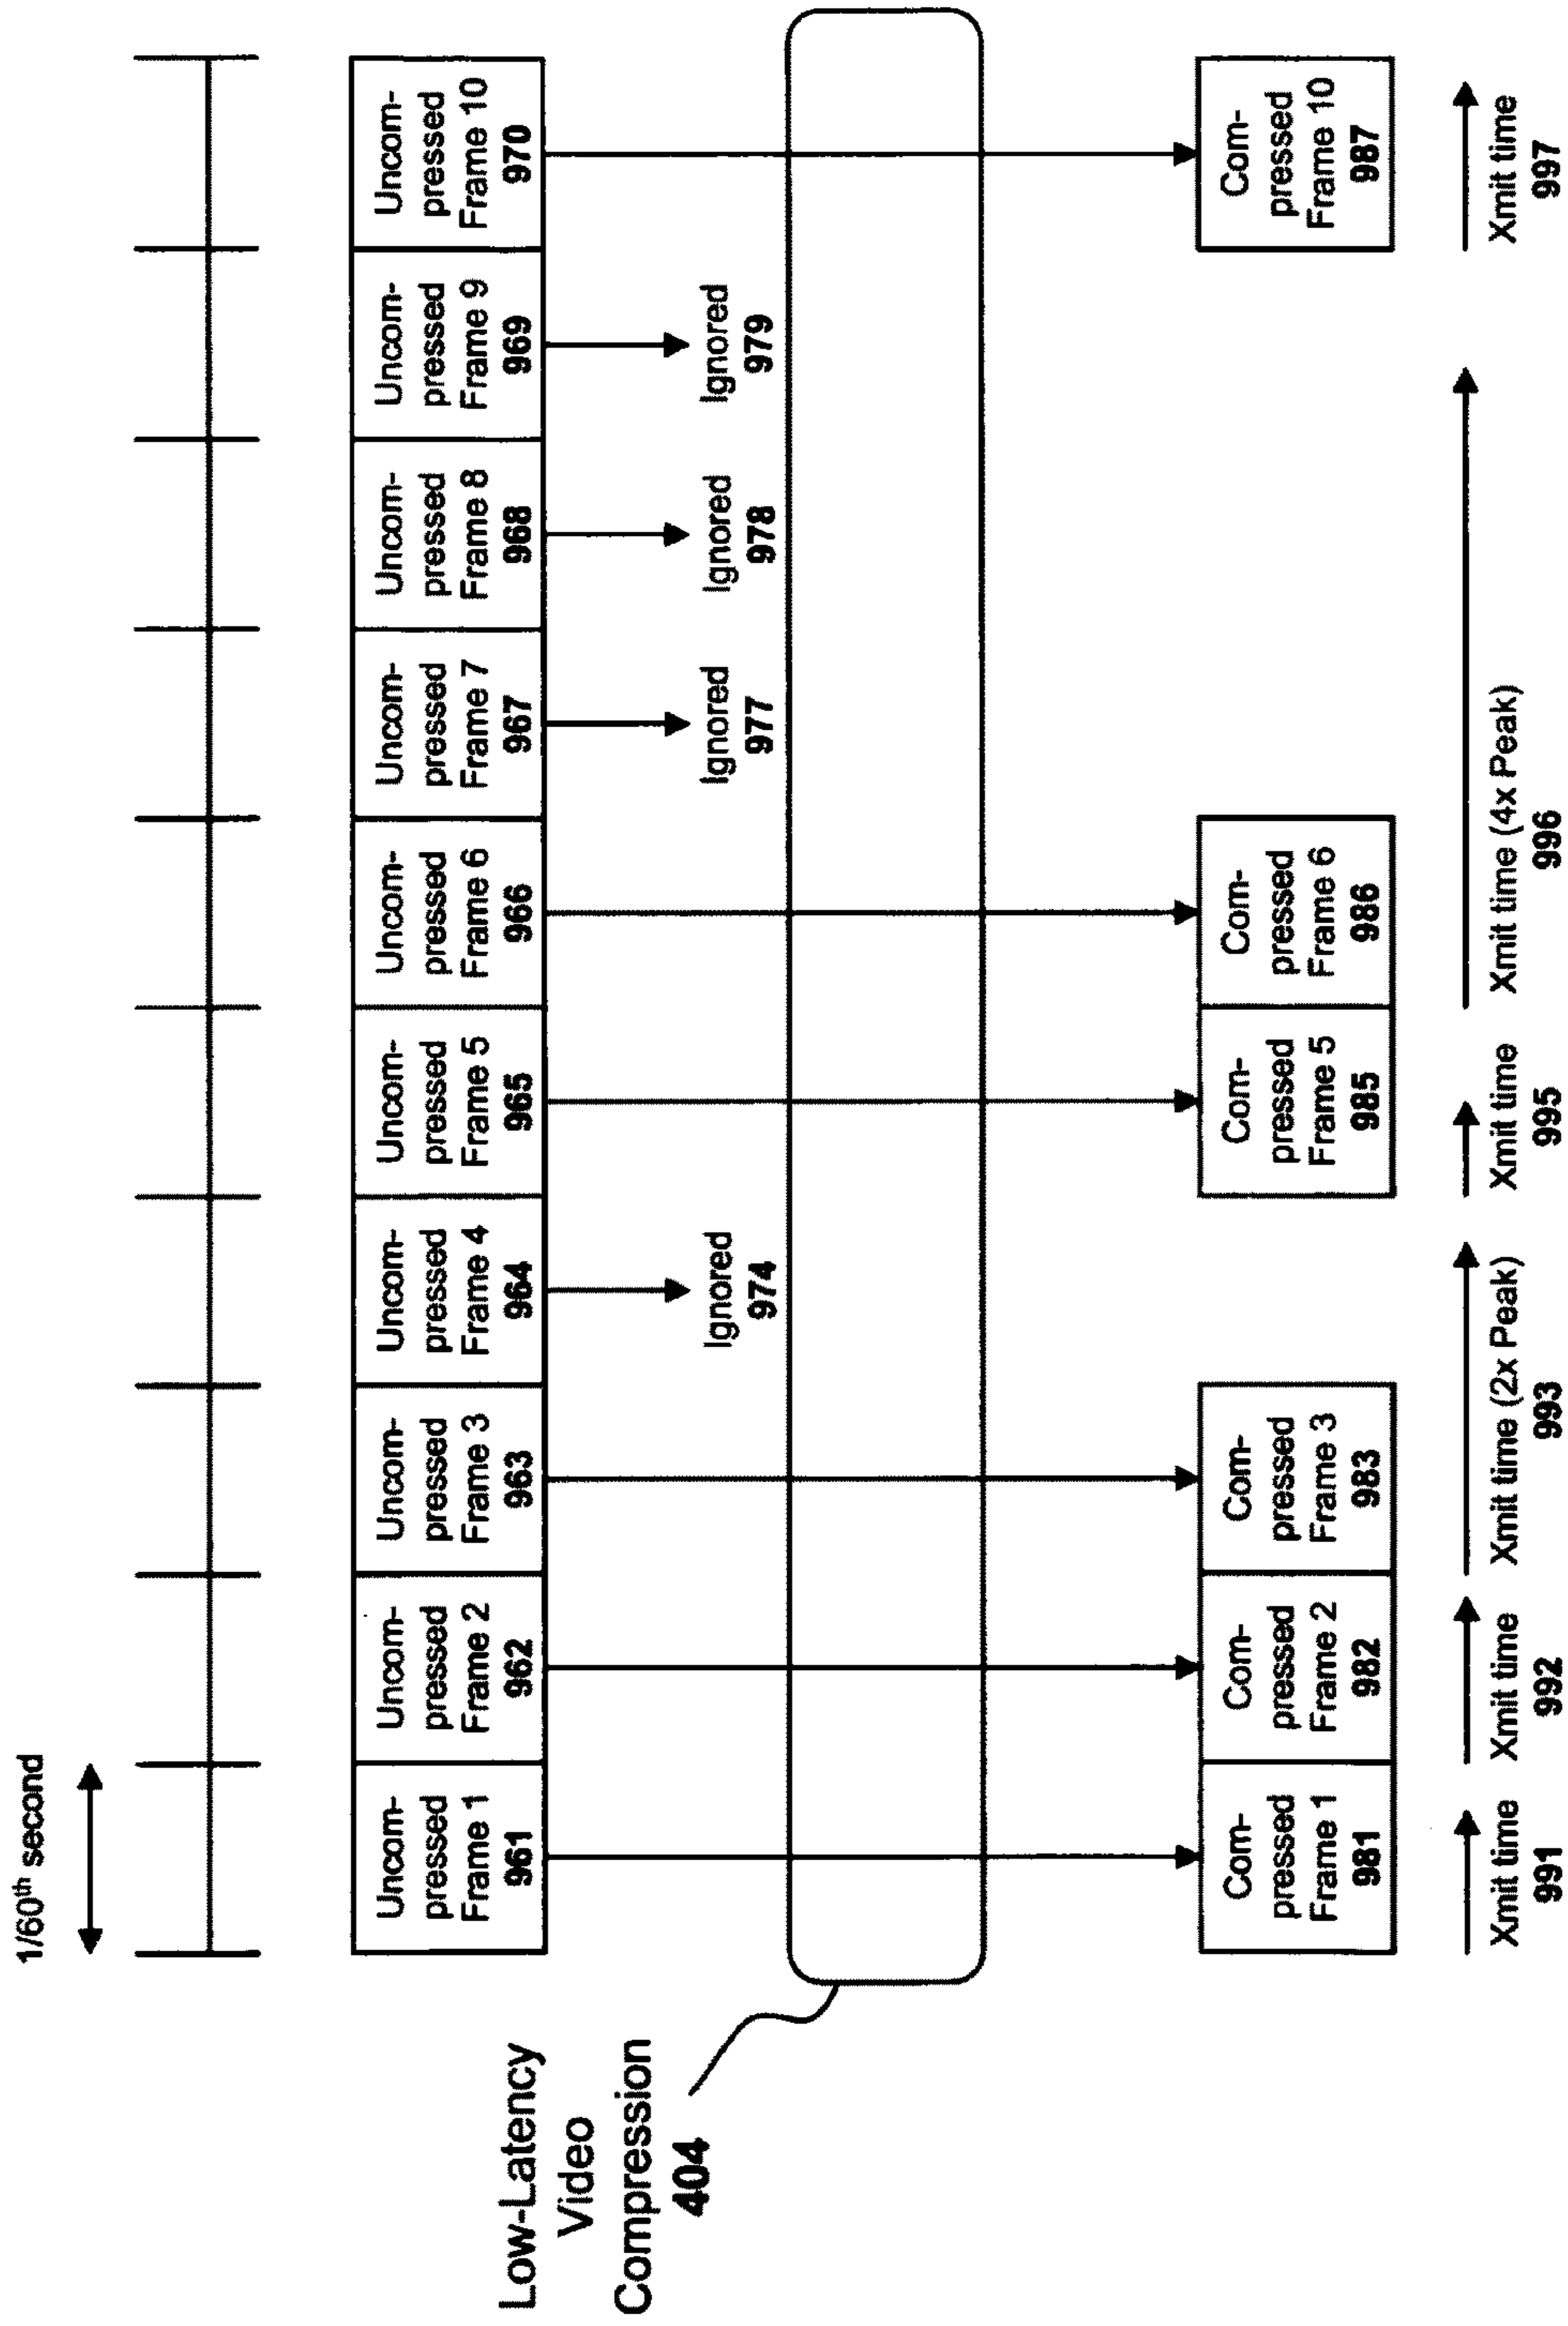 1/60th second
Uncom-
pressed
Frame 1
961
Uncom-
pressed
Frame 2
962
Uncom-
pressed
Frame 3
963
Uncom-
pressed
Frame 4
964
Uncom-
pressed
Frame 5
965
Uncom-
pressed
Frame 6
966
Uncom-
pressed
Frame 7
967
Uncom-
pressed
Frame 8
968
Uncom-
pressed
Frame 9
969
Uncom-
pressed
Frame 10
970
Ignored
974
Ignored
977
Ignored
978
Ignored
979
Low-Latency
Video
Compression
404
Com-
pressed
Frame 1
981
Com-
pressed
Frame 2
982
Com-
pressed
Frame 3
983
Com-
pressed
Frame 5
985
Com-
pressed
Frame 6
986
Com-
pressed
Frame 10
987
Xmit time
991
Xmit time
992
Xmit time (2x Peak)
993
Xmit time
995
Xmit time (4x Peak)
996
Xmit time
997